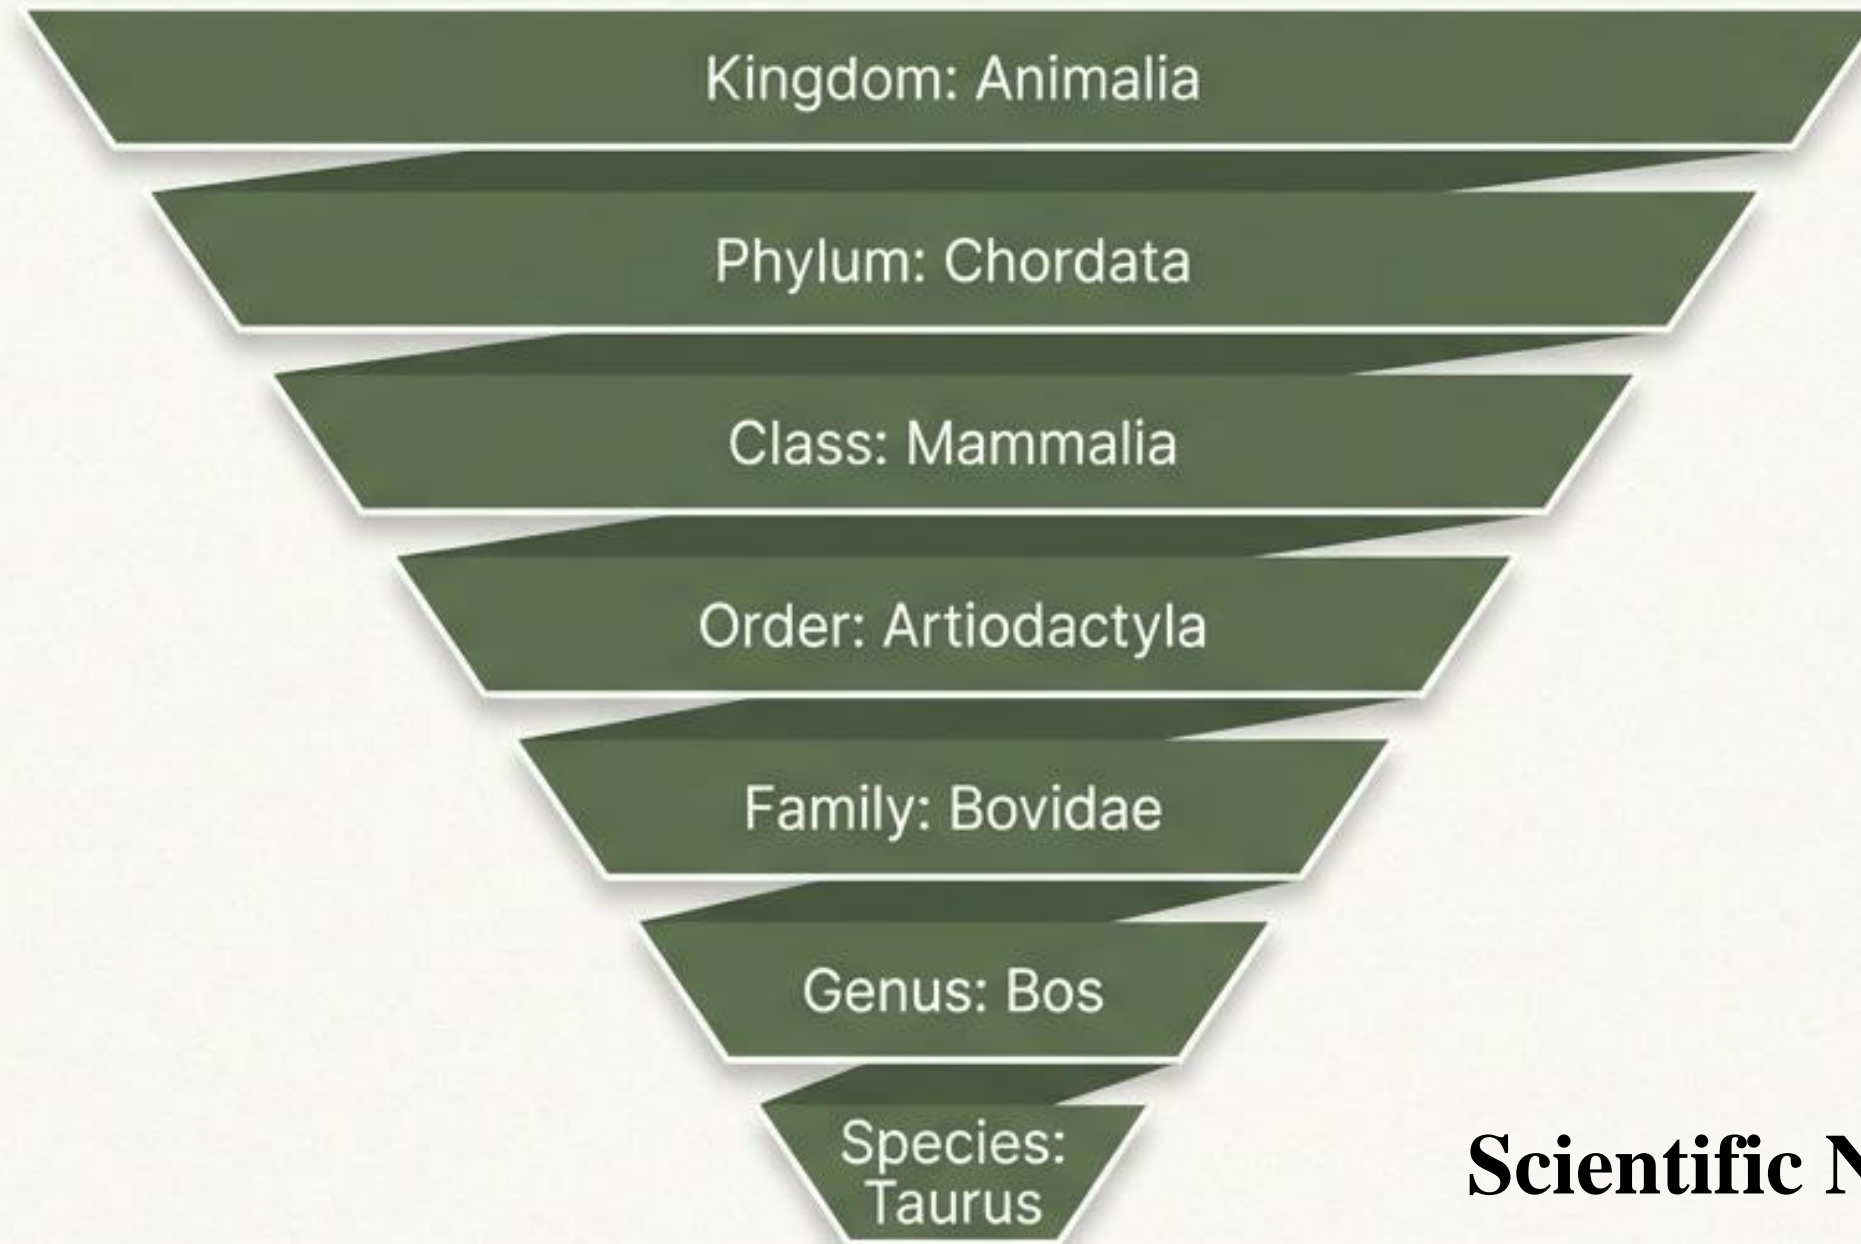 Kingdom: Animalia
Phylum: Chordata
Class: Mammalia
Order: Artiodactyla
Family: Bovidae
Genus: Bos
Species:
Taurus
Scientific